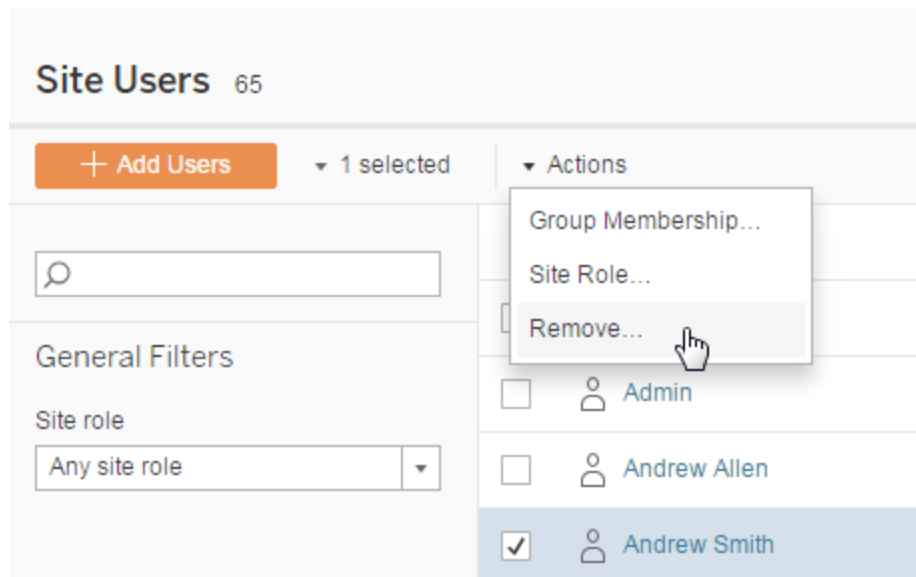 Site Users 65
+ Add Users
1 selected
Actions
Group Membership...
Site Role...
Remove...
General Filters
Site role
Any site role
Admin
Andrew Allen
Andrew Smith